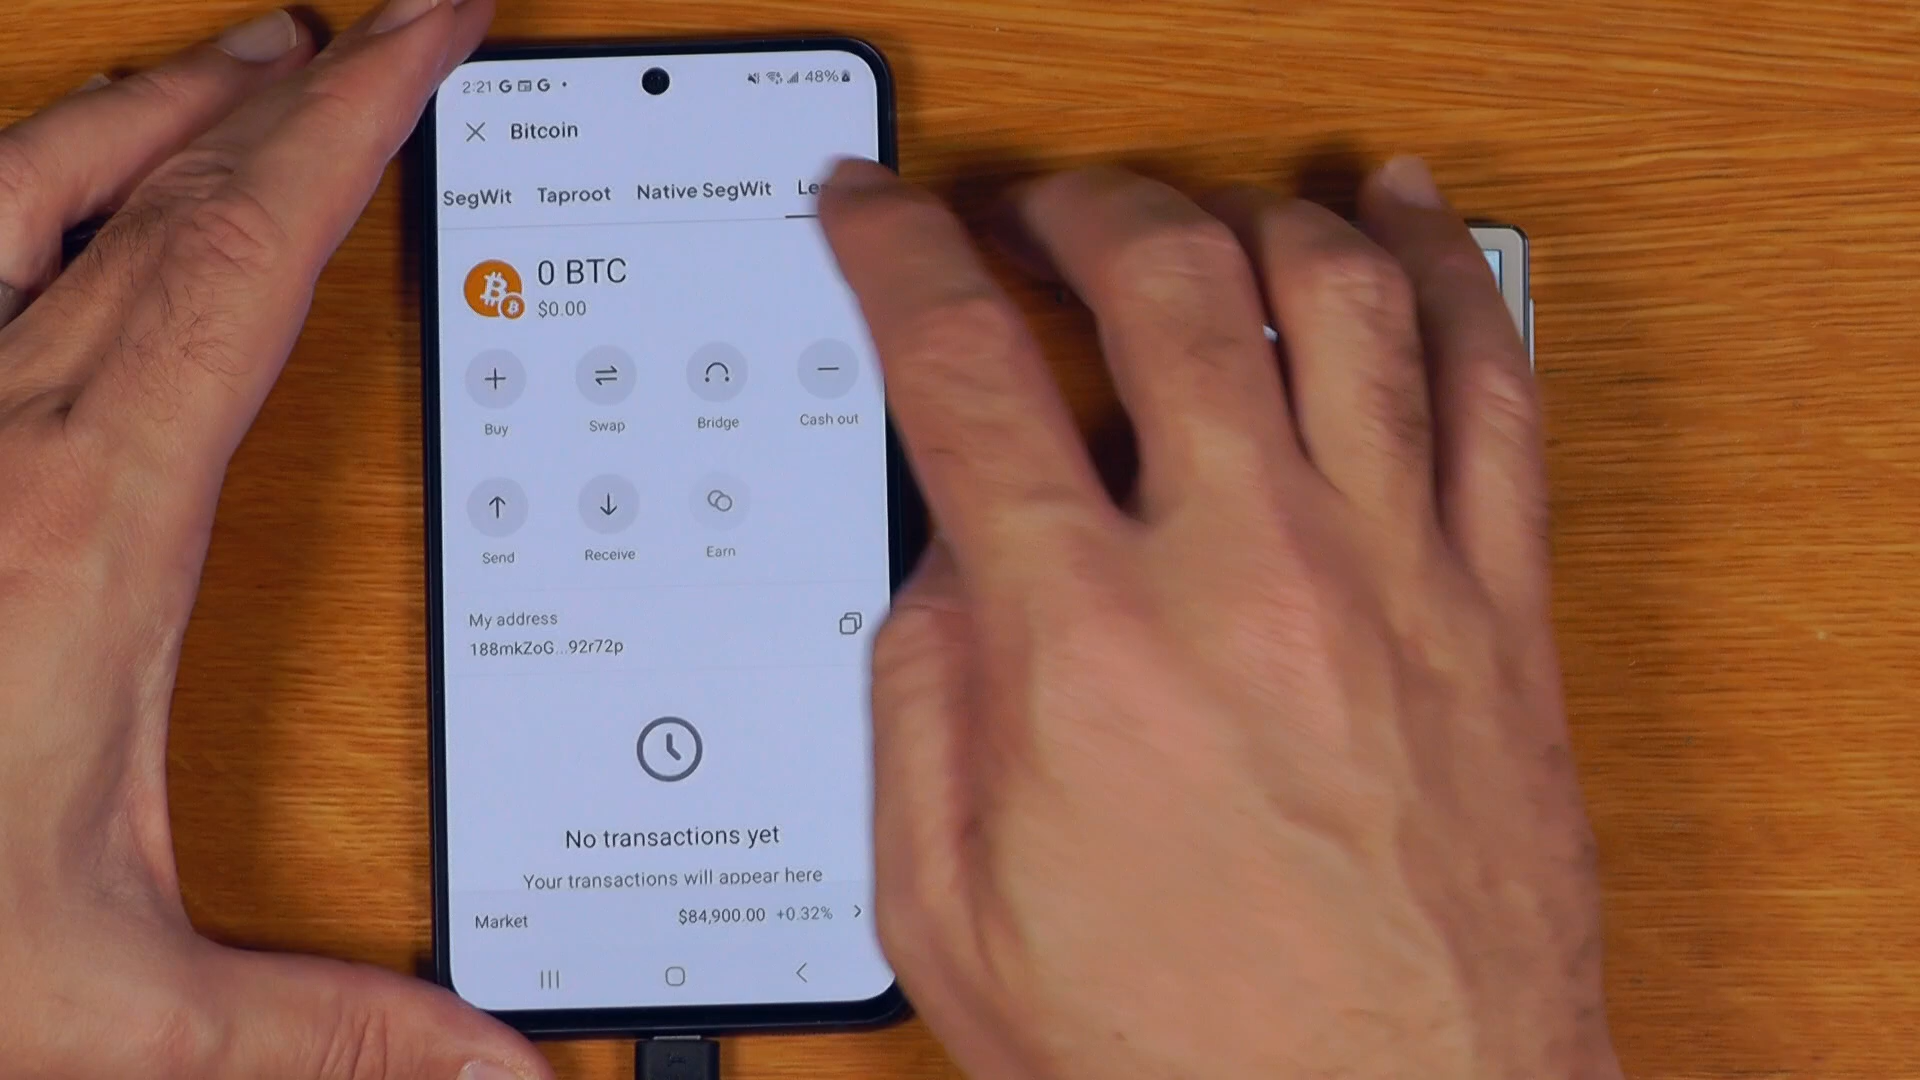 2:21 G G • 48%
Bitcoin
SegWit Taproot Native SegWit
0 BTC
$0.00
Buy Swap Bridge Cash out
Send Receive Earn
My address
188mkZoG...92r72p
No transactions yet
Your transactions will appear here
Market $84,900.00 +0.32%